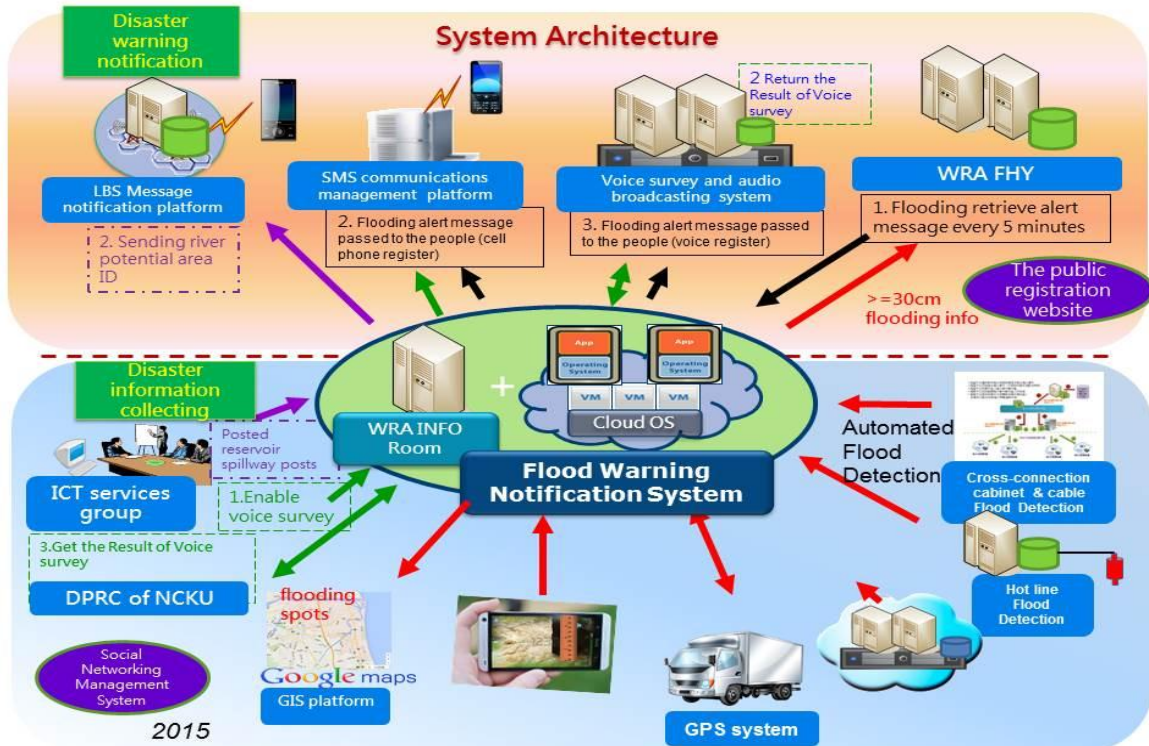 System Architecture
Disaster
warning
notification
LBS Message
notification platform
2. Sending river
potential area
ID
SMS communications
management platform
2. Flooding alert message
passed to the people (cell
phone register)
2 Return the
Result of Voice
survey
Voice survey and audio
broadcasting system
3. Flooding alert message passed
to the people (voice register)
WRA FHY
1. Flooding retrieve alert
message every 5 minutes
>=30cm
flooding info
The public
registration
website
App
Operating
System
App
Operating
System
VM VM VM
Cloud OS
+
WRA INFO
Room
Flood Warning
Notification System
Disaster
information
collecting
Posted
reservoir
spillway posts
ICT services
group
1.Enable
voice survey
3.Get the Result of Voice
survey
DPRC of NCKU
Social
Networking
Management
System
2015
flooding
spots
Google maps
GIS platform
GPS system
Automated
Flood
Detection
Cross-connection
cabinet & cable
Flood Detection
Hot line
Flood
Detection